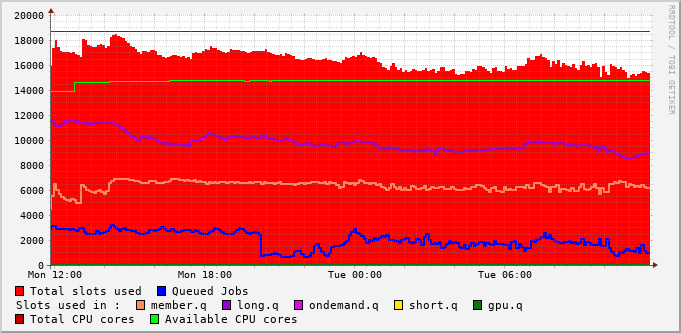 20000
18000
16000
14000
12000
10000
8000
6000
4000
2000
0
Mon 12:00 Mon 18:00 Tue 00:00 Tue 06:00
RRDTOOL / TOBI OETIKER
Total slots used Queued Jobs
Slots used in : member.q long.q ondemand.q short.q gpu.q
Total CPU cores Available CPU cores